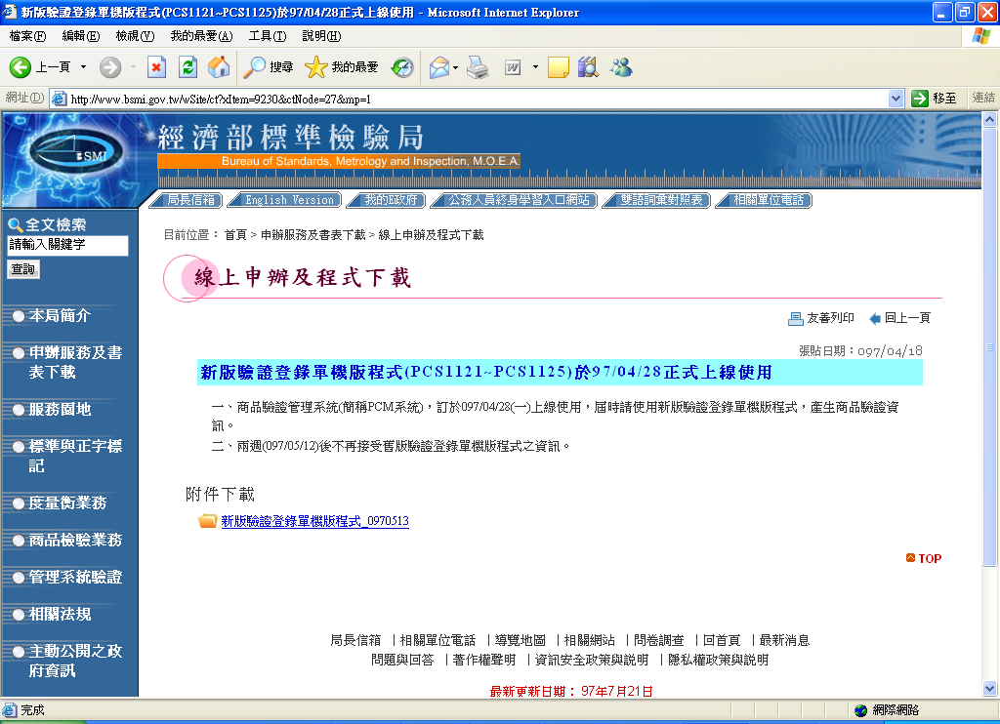 新版驗證登錄單機版程式(PCS1121~PCS1125)於97/04/28正式上線使用 - Microsoft Internet Explorer
檔案(F) 編輯(E) 檢視(V) 我的最愛(A) 工具(T) 說明(H)
上一頁 搜尋 我的最愛
網址(D) http://www.bsmi.gov.tw/wSite/ct?xItem=9230&ctNode=27&mp=1 移至 連結
BSMI
經濟部標準檢驗局
Bureau of Standards, Metrology and Inspection, M.O.E.A.
局長信箱 English Version 我的E政府 公務人員終身學習入口網站 雙語詞彙對照表 相關單位電話
全文檢索
請輸入關鍵字
查詢
本局簡介
申辦服務及書
表下載
服務園地
標準與正字標
記
度量衡業務
商品檢驗業務
管理系統驗證
相關法規
主動公開之政
府資訊
目前位置： 首頁 > 申辦服務及書表下載 > 線上申辦及程式下載
線上申辦及程式下載
友善列印 回上一頁
張貼日期：097/04/18
新版驗證登錄單機版程式(PCS1121~PCS1125)於97/04/28正式上線使用
一、商品驗證管理系統(簡稱PCM系統)，訂於097/04/28(一)上線使用，屆時請使用新版驗證登錄單機版程式，產生商品驗證資
訊。
二、兩週(097/05/12)後不再接受舊版驗證登錄單機版程式之資訊。
附件下載
新版驗證登錄單機版程式_0970513
TOP
局長信箱 ｜相關單位電話 ｜導覽地圖 ｜相關網站 ｜問卷調查 ｜回首頁 ｜最新消息
問題與回答 ｜著作權聲明 ｜資訊安全政策與說明 ｜隱私權政策與說明
最新更新日期： 97年7月21日
完成 網際網路